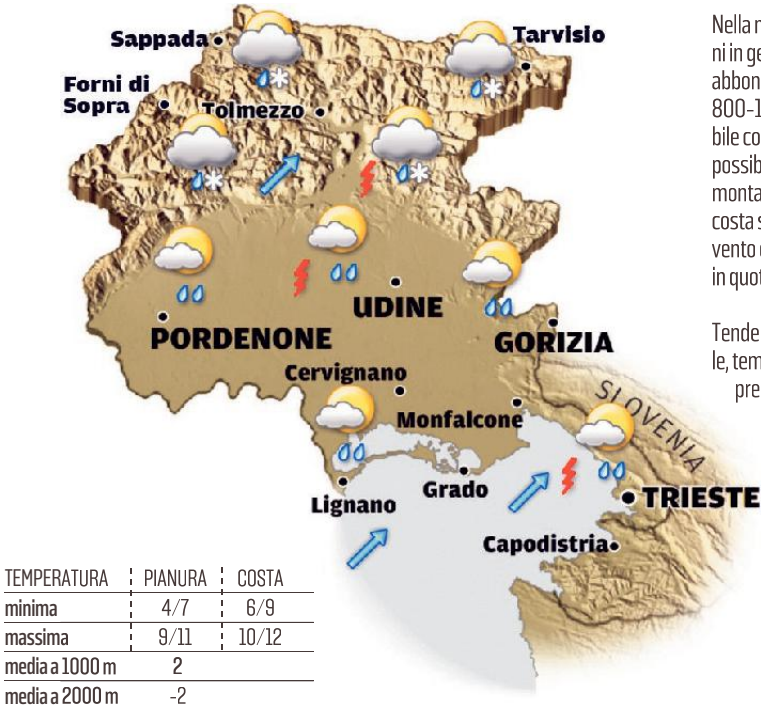 Sappada
Tarvisio
Forni di
Sopra
Tolmezzo
UDINE
PORDENONE
GORIZIA
Cervignano
SLOVENIA
Monfalcone
Grado
Lignano
TRIESTE
Capodistria
TEMPERATURA PIANURA COSTA
minima 4/7 6/9
massima 9/11 10/12
media a 1000 m 2
media a 2000 m -2
Nella
ni in
abbon
800-1
bile
possib
monta
costa
vento
in quot
Tende
le, tem
pre